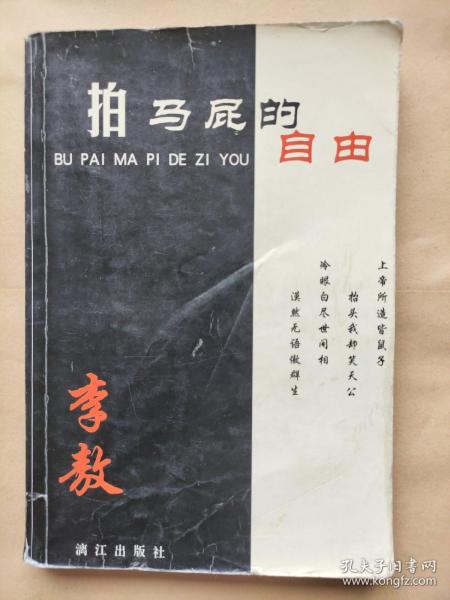 拍马屁的
自由
BU PAI MA PI DE ZI YOU
上帝所造皆鼠子
抬头我却笑天公
冷眼白尽世间相
漠然无语傲群生
李敖
漓江出版社
孔夫子旧书网
www.kongfz.com